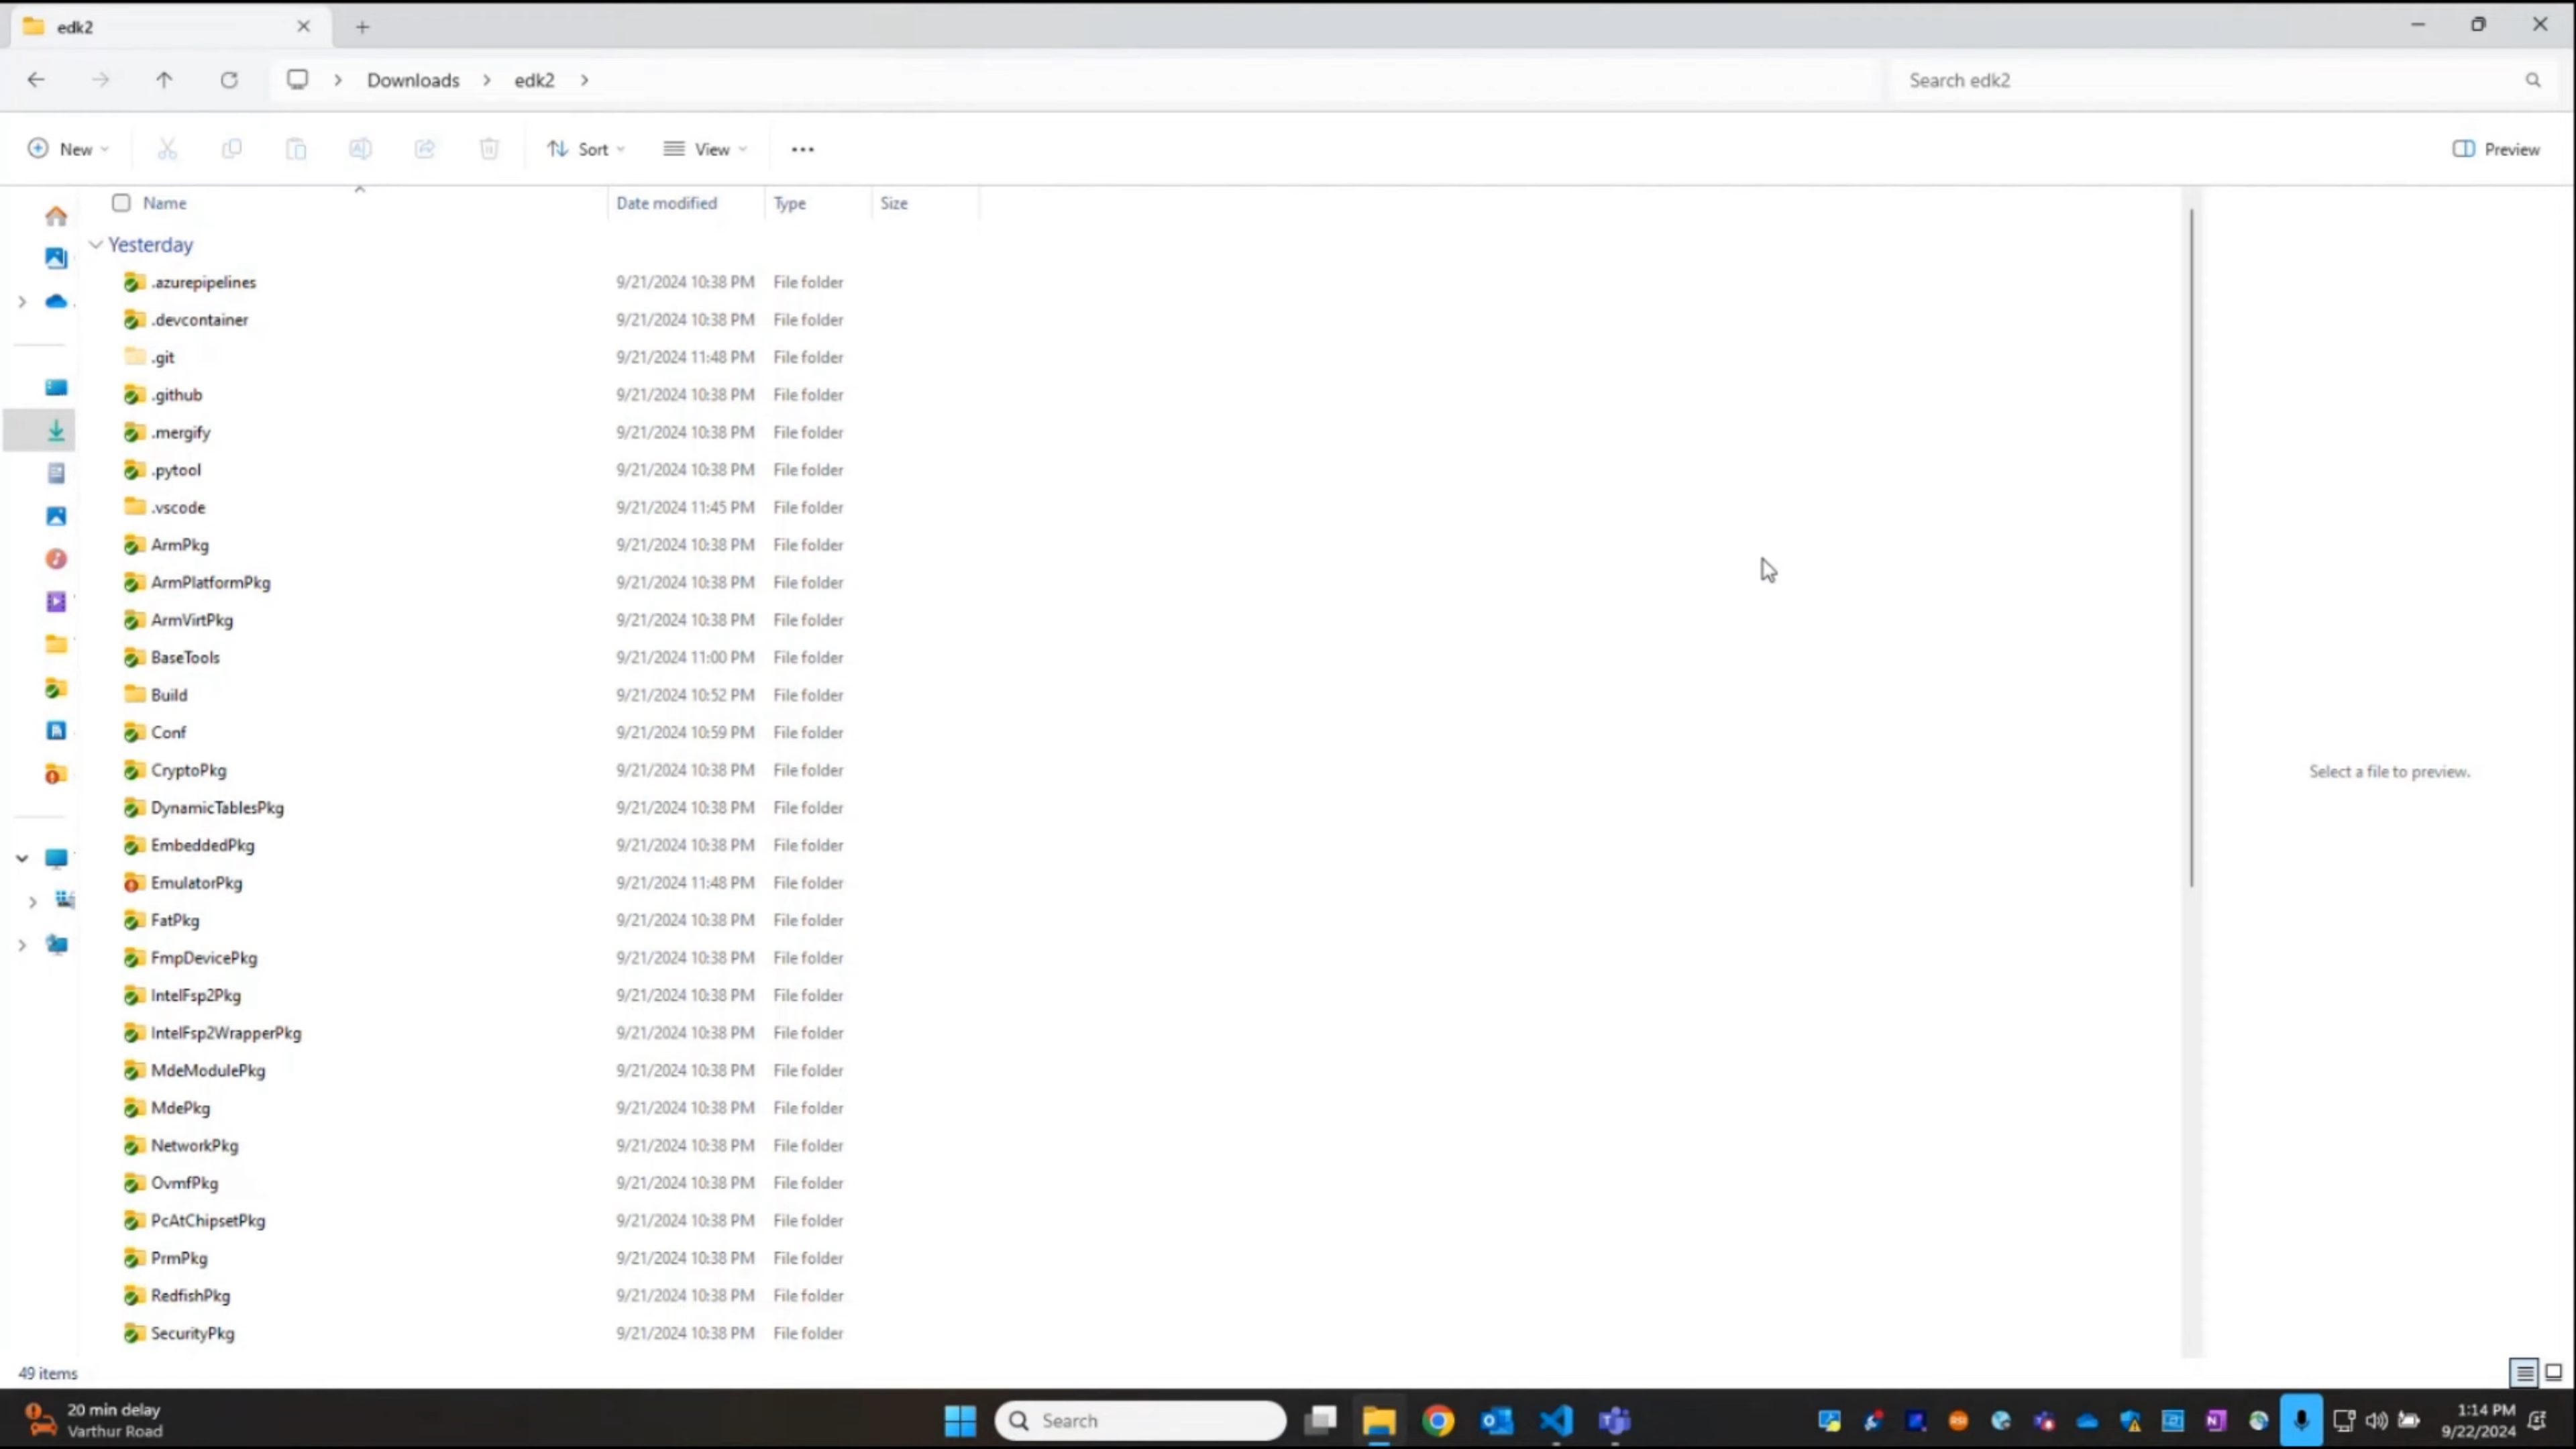 edk2
Downloads
edk2
Search edk2
New
Sort
View
Preview
Name Date modified Type Size
Yesterday
.azurepipelines 9/21/2024 10:38 PM File folder
.devcontainer 9/21/2024 10:38 PM File folder
.git 9/21/2024 11:48 PM File folder
.github 9/21/2024 10:38 PM File folder
.mergify 9/21/2024 10:38 PM File folder
.pytool 9/21/2024 10:38 PM File folder
.vscode 9/21/2024 11:45 PM File folder
ArmPkg 9/21/2024 10:38 PM File folder
ArmPlatformPkg 9/21/2024 10:38 PM File folder
ArmVirtPkg 9/21/2024 10:38 PM File folder
BaseTools 9/21/2024 11:00 PM File folder
Build 9/21/2024 10:52 PM File folder
Conf 9/21/2024 10:59 PM File folder
CryptoPkg 9/21/2024 10:38 PM File folder
DynamicTablesPkg 9/21/2024 10:38 PM File folder
EmbeddedPkg 9/21/2024 10:38 PM File folder
EmulatorPkg 9/21/2024 11:48 PM File folder
FatPkg 9/21/2024 10:38 PM File folder
FmpDevicePkg 9/21/2024 10:38 PM File folder
IntelFsp2Pkg 9/21/2024 10:38 PM File folder
IntelFsp2WrapperPkg 9/21/2024 10:38 PM File folder
MdeModulePkg 9/21/2024 10:38 PM File folder
MdePkg 9/21/2024 10:38 PM File folder
NetworkPkg 9/21/2024 10:38 PM File folder
OvmfPkg 9/21/2024 10:38 PM File folder
PcAtChipsetPkg 9/21/2024 10:38 PM File folder
PrmPkg 9/21/2024 10:38 PM File folder
RedfishPkg 9/21/2024 10:38 PM File folder
SecurityPkg 9/21/2024 10:38 PM File folder
Select a file to preview.
49 items
20 min delay
Varthur Road
Search
1:14 PM
9/22/2024